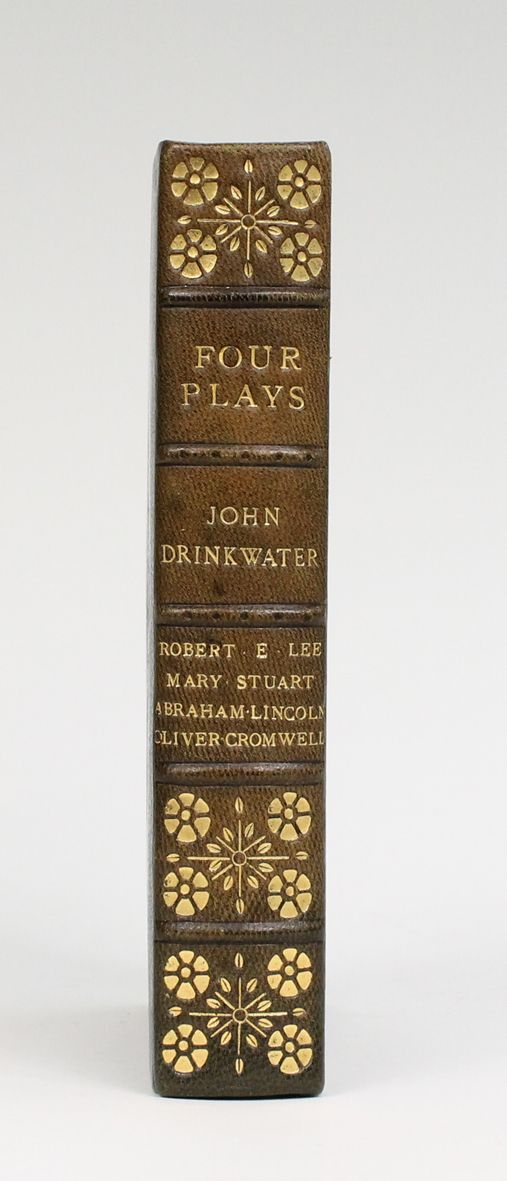 FOUR
PLAYS
JOHN
DRINKWATER
ROBERT · E · LEE
MARY · STUART
ABRAHAM · LINCOLN
OLIVER · CROMWELL